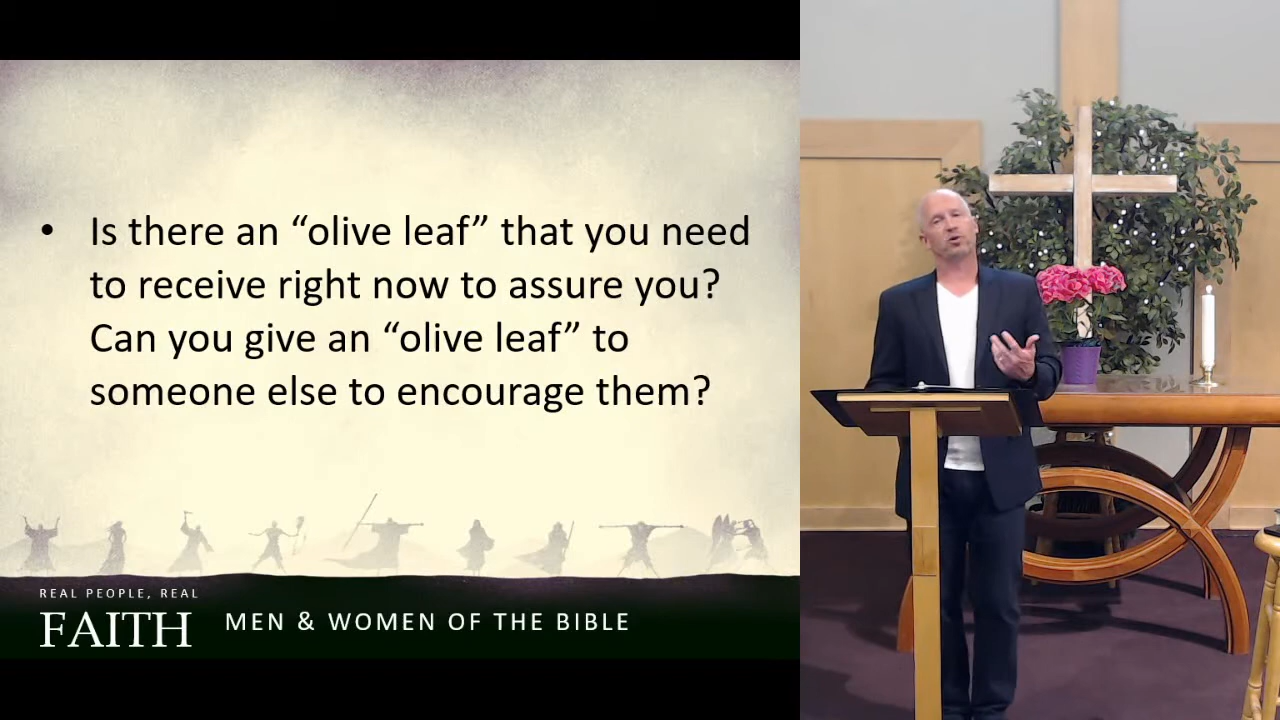 • Is there an “olive leaf” that you need
to receive right now to assure you?
Can you give an “olive leaf” to
someone else to encourage them?
REAL PEOPLE, REAL
FAITH
MEN & WOMEN OF THE BIBLE